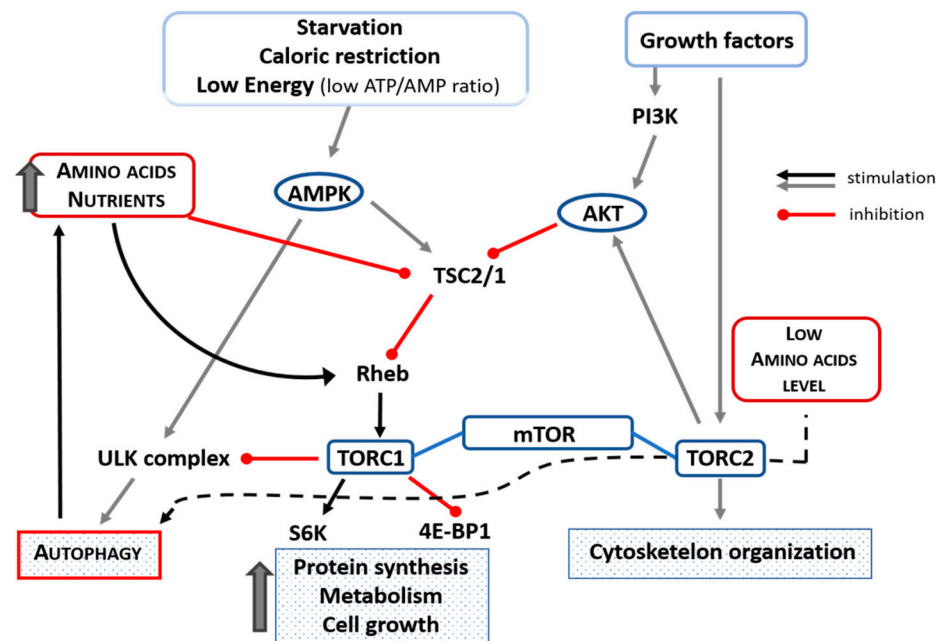 Starvation
Caloric restriction
Low Energy (low ATP/AMP ratio)
Growth factors
PI3K
AMINO ACIDS
NUTRIENTS
AMPK
AKT
stimulation
inhibition
TSC2/1
LOW
AMINO ACIDS
LEVEL
Rheb
mTOR
ULK complex
TORC1
TORC2
S6K
4E-BP1
AUTOPHAGY
Protein synthesis
Metabolism
Cell growth
Cytosketelon organization